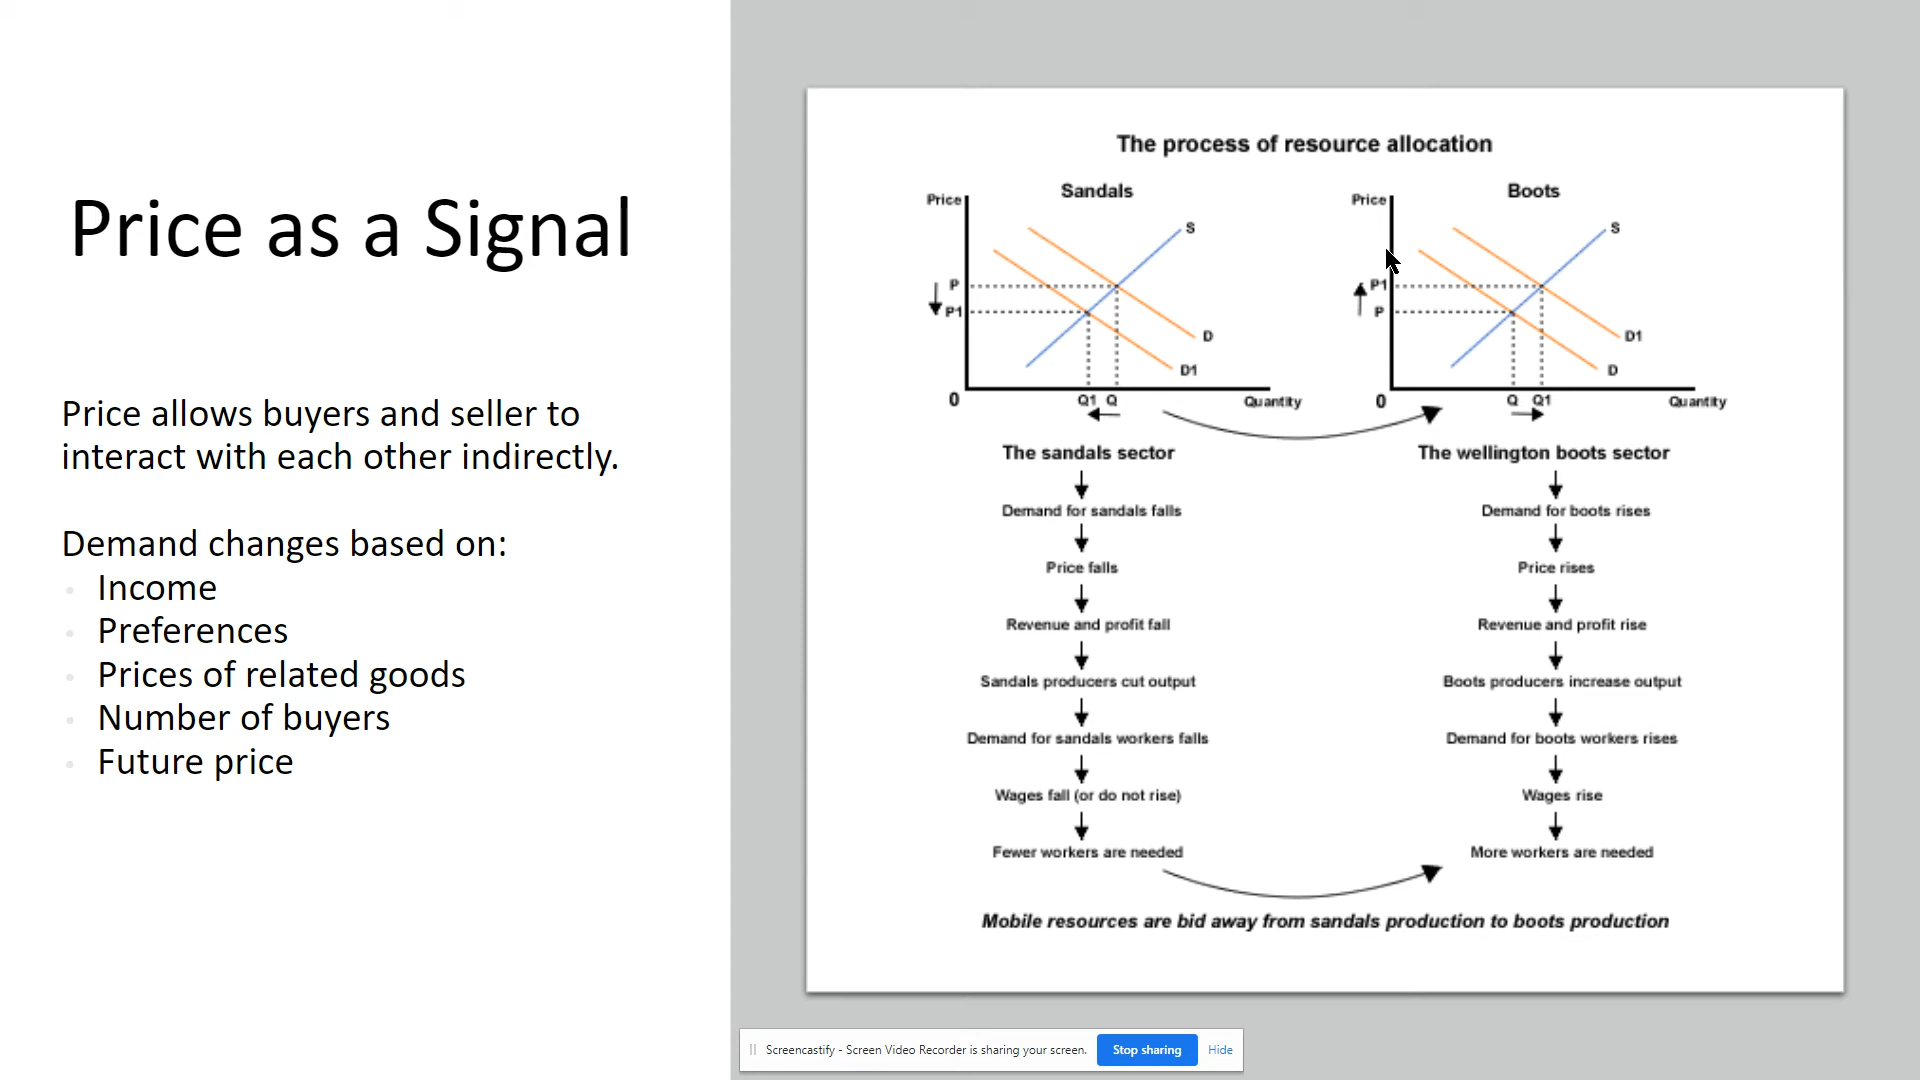 Price as a Signal
Price allows buyers and seller to
interact with each other indirectly.
Demand changes based on:
Income
Preferences
Prices of related goods
Number of buyers
Future price
The process of resource allocation
Sandals
Price
S
P
P1
D
D1
0
Q1 Q
Quantity
Boots
Price
S
P1
P
D1
D
0
Q Q1
Quantity
The sandals sector
Demand for sandals falls
Price falls
Revenue and profit fall
Sandals producers cut output
Demand for sandals workers falls
Wages fall (or do not rise)
Fewer workers are needed
The wellington boots sector
Demand for boots rises
Price rises
Revenue and profit rise
Boots producers increase output
Demand for boots workers rises
Wages rise
More workers are needed
Mobile resources are bid away from sandals production to boots production
Screencastify - Screen Video Recorder is sharing your screen.
Stop sharing
Hide